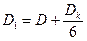 D₁ = D + Dₖ/6